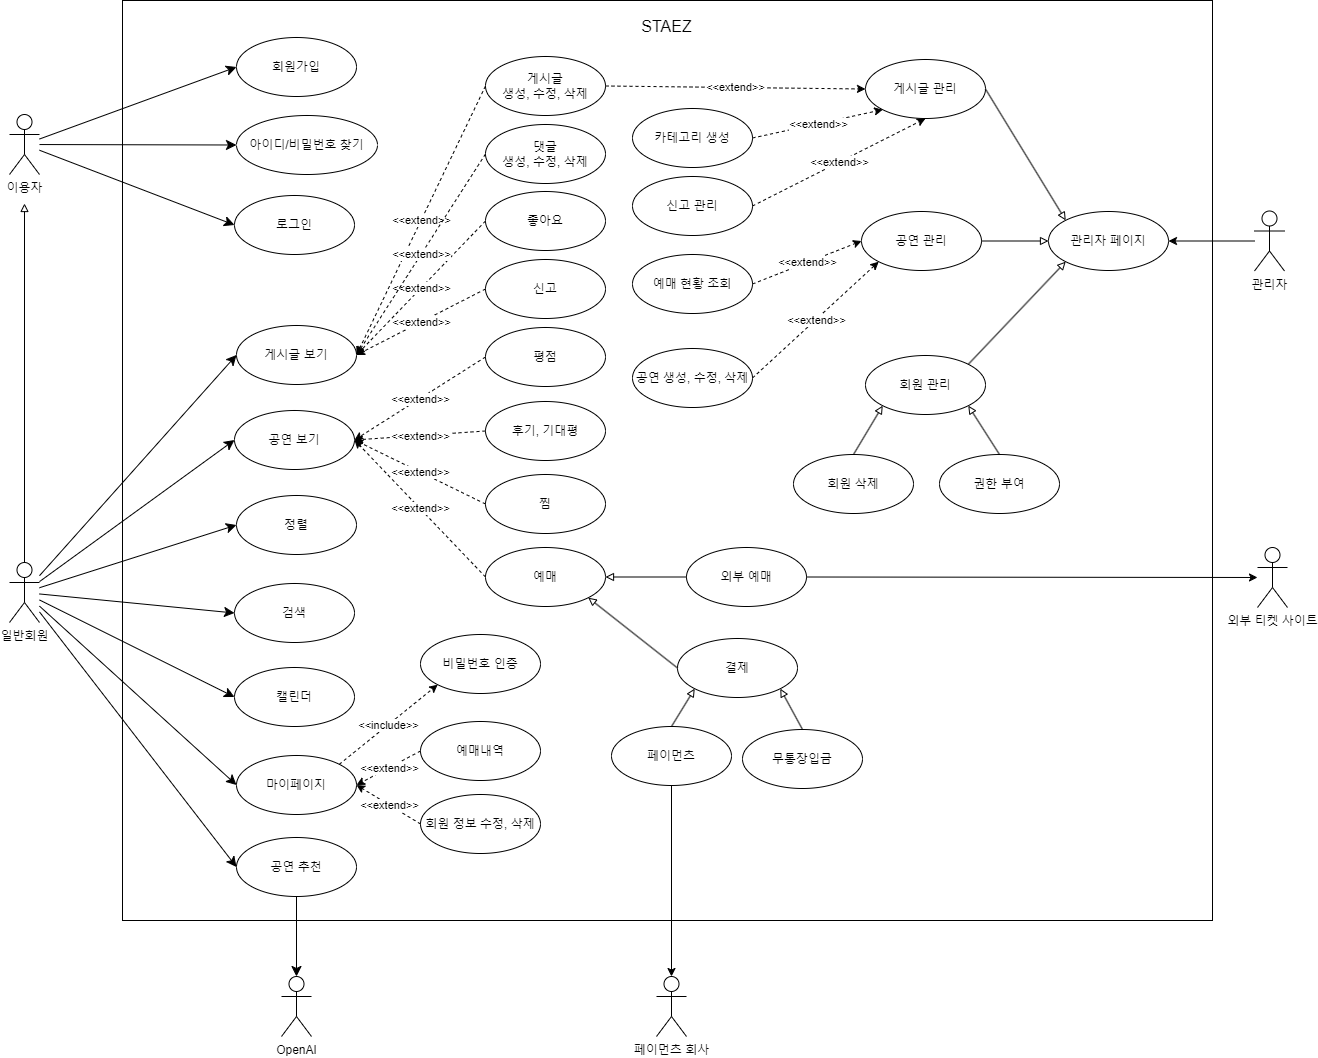 STAEZ
회원가입
아이디/비밀번호 찾기
로그인
이용자
일반회원
게시글 보기
공연 보기
정렬
검색
캘린더
마이페이지
공연 추천
게시글
생성, 수정, 삭제
댓글
생성, 수정, 삭제
좋아요
신고
<<extend>>
<<extend>>
<<extend>>
<<extend>>
평점
후기, 기대평
찜
예매
<<extend>>
<<extend>>
<<extend>>
<<extend>>
비밀번호 인증
<<include>>
예매내역
<<extend>>
회원 정보 수정, 삭제
<<extend>>
<<extend>>
게시글 관리
카테고리 생성
<<extend>>
신고 관리
<<extend>>
공연 관리
관리자 페이지
관리자
예매 현황 조회
<<extend>>
공연 생성, 수정, 삭제
<<extend>>
회원 관리
회원 삭제
권한 부여
외부 예매
외부 티켓 사이트
결제
페이먼츠
무통장입금
OpenAI
페이먼츠 회사